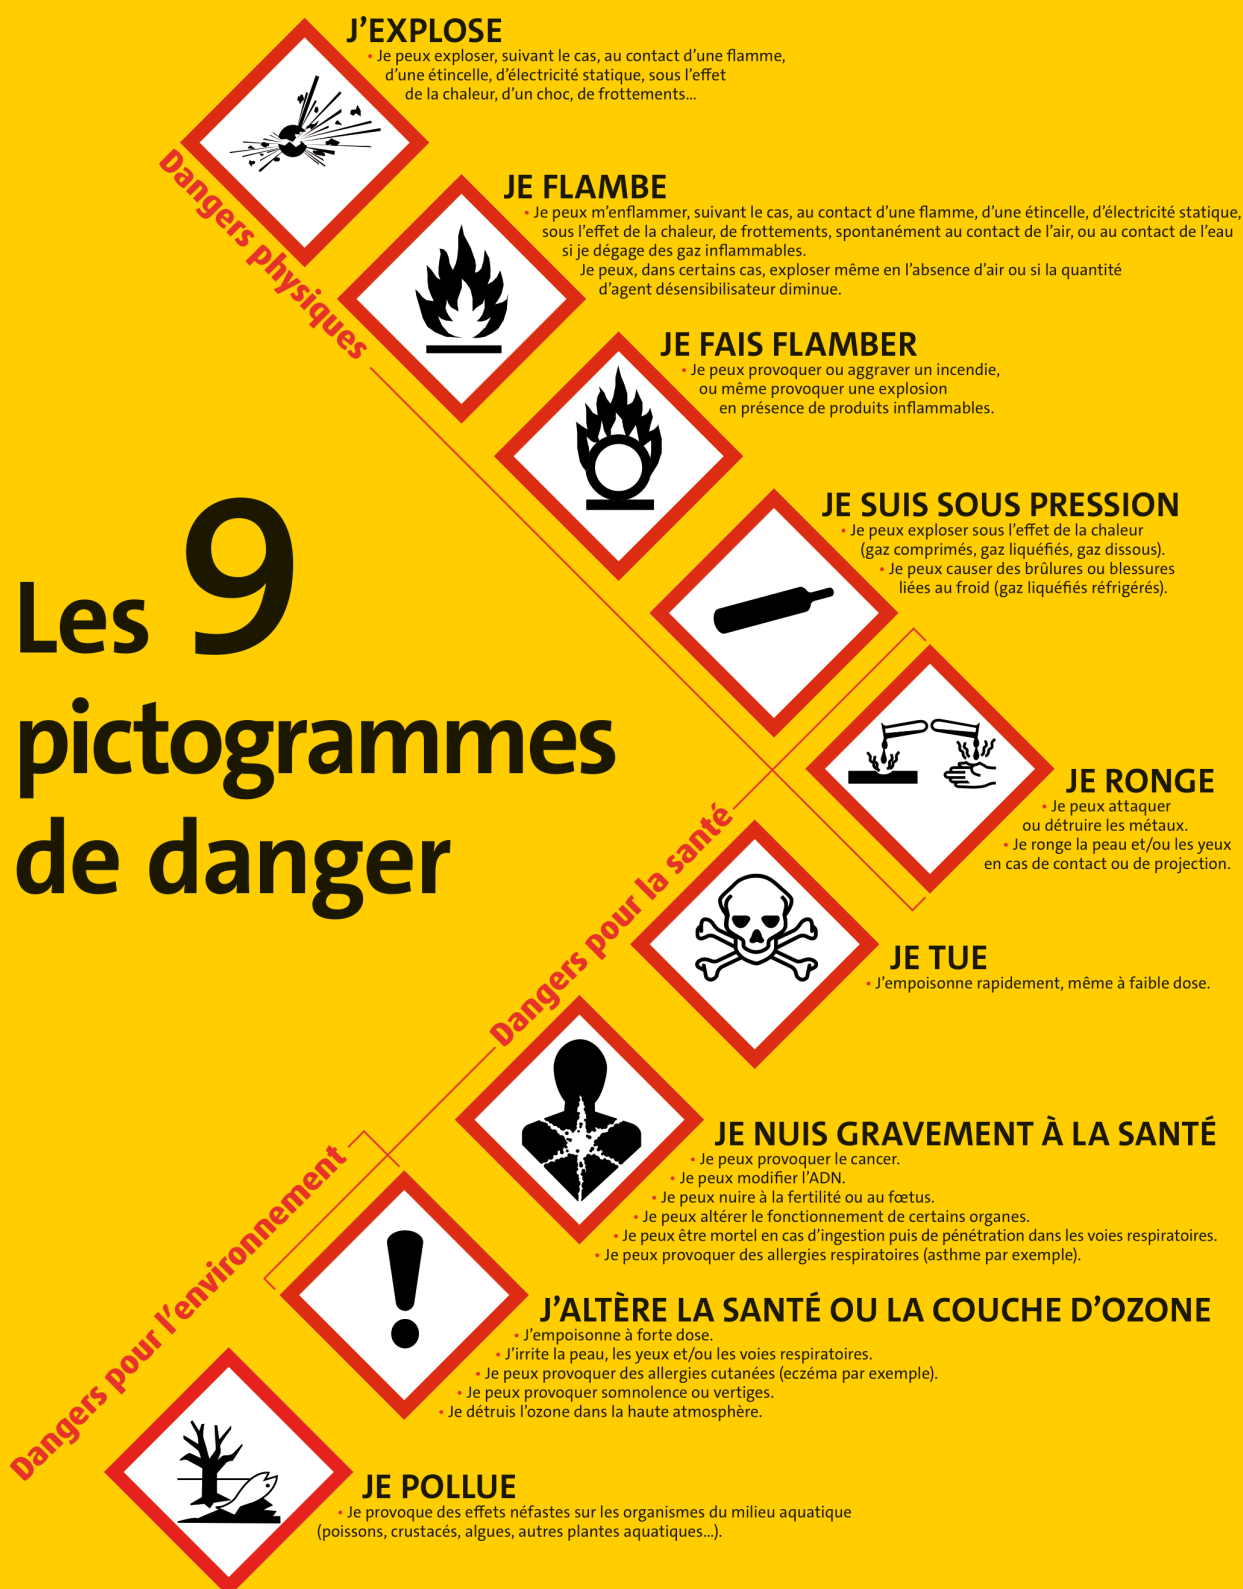 J'EXPLOSE
• Je peux exploser, suivant le cas, au contact d'une flamme,
d'une étincelle, d'électricité statique, sous l'effet
de la chaleur, d'un choc, de frottements...
Dangers physiques
JE FLAMBE
• Je peux m'enflammer, suivant le cas, au contact d'une flamme, d'une étincelle, d'électricité statique,
sous l'effet de la chaleur, de frottements, spontanément au contact de l'air, ou au contact de l'eau
si je dégage des gaz inflammables.
Je peux, dans certains cas, exploser même en l'absence d'air ou si la quantité
d'agent désensibilisateur diminue.
JE FAIS FLAMBER
• Je peux provoquer ou aggraver un incendie,
ou même provoquer une explosion
en présence de produits inflammables.
JE SUIS SOUS PRESSION
• Je peux exploser sous l'effet de la chaleur
(gaz comprimés, gaz liquéfiés, gaz dissous).
• Je peux causer des brûlures ou blessures
liées au froid (gaz liquéfiés réfrigérés).
Les 9
pictogrammes
de danger
JE RONGE
• Je peux attaquer
ou détruire les métaux.
• Je ronge la peau et/ou les yeux
en cas de contact ou de projection.
Dangers pour la santé
JE TUE
• J'empoisonne rapidement, même à faible dose.
JE NUIS GRAVEMENT À LA SANTÉ
• Je peux provoquer le cancer.
• Je peux modifier l'ADN.
• Je peux nuire à la fertilité ou au fœtus.
• Je peux altérer le fonctionnement de certains organes.
• Je peux être mortel en cas d'ingestion puis de pénétration dans les voies respiratoires.
• Je peux provoquer des allergies respiratoires (asthme par exemple).
Dangers pour l'environnement
J'ALTÈRE LA SANTÉ OU LA COUCHE D'OZONE
• J'empoisonne à forte dose.
• J'irrite la peau, les yeux et/ou les voies respiratoires.
• Je peux provoquer des allergies cutanées (eczéma par exemple).
• Je peux provoquer somnolence ou vertiges.
• Je détruis l'ozone dans la haute atmosphère.
JE POLLUE
• Je provoque des effets néfastes sur les organismes du milieu aquatique
(poissons, crustacés, algues, autres plantes aquatiques...).